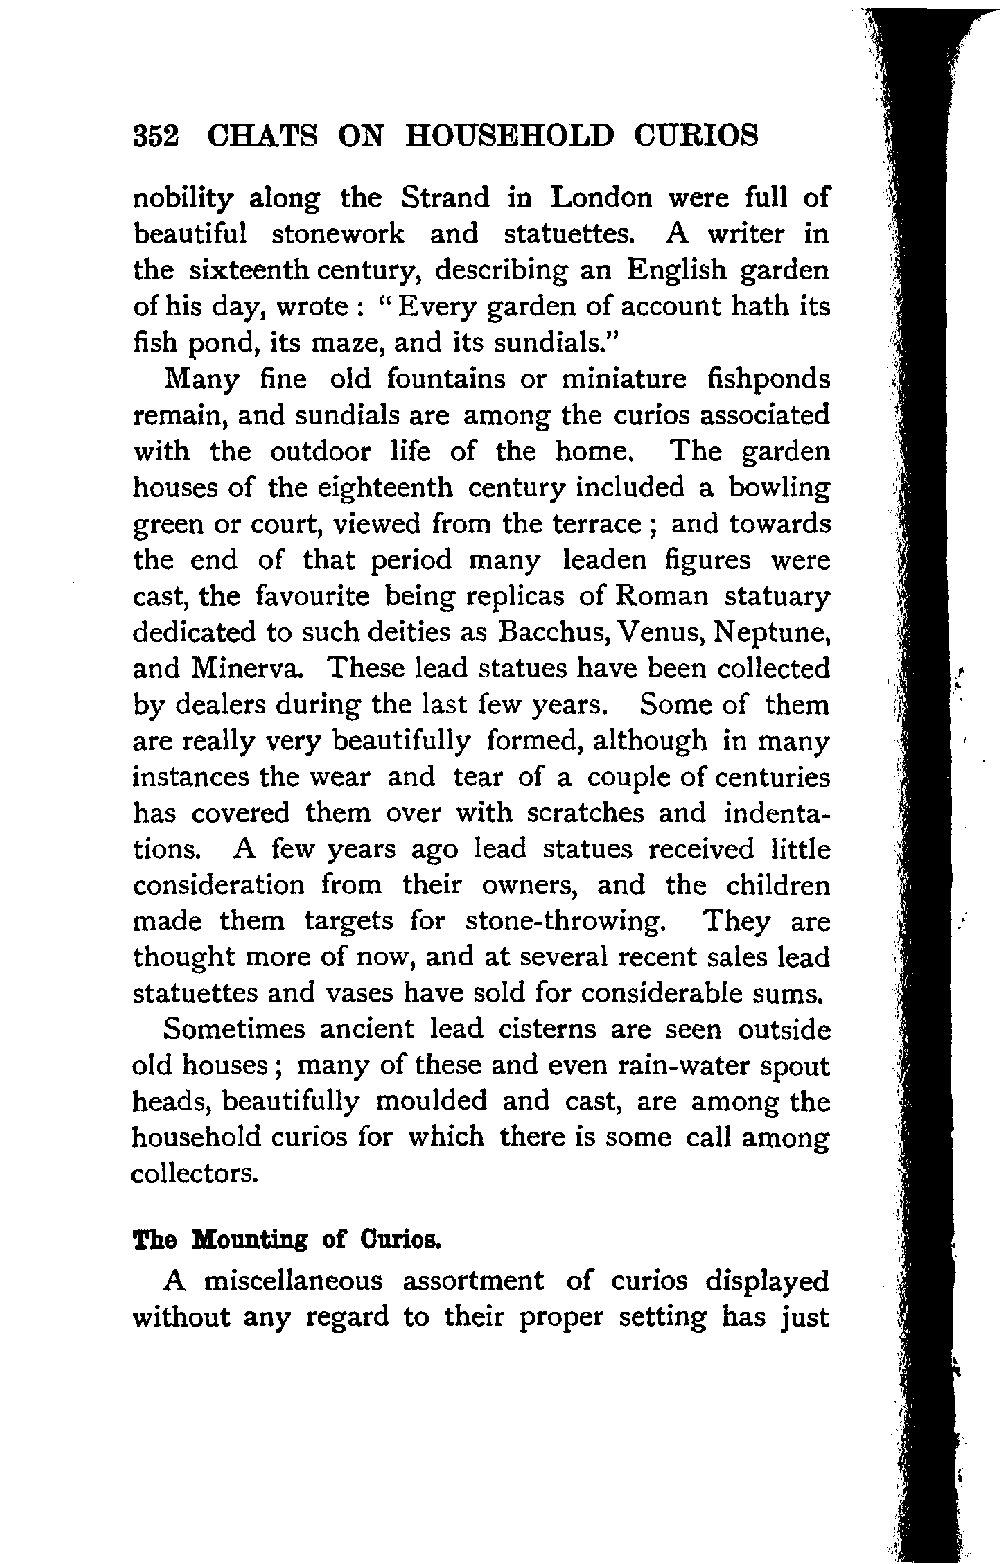 352 CHATS ON HOUSEHOLD CURIOS
nobility along the Strand in London were full of
beautiful stonework and statuettes. A writer in
the sixteenth century, describing an English garden
of his day, wrote : “ Every garden of account hath its
fish pond, its maze, and its sundials.”
Many fine old fountains or miniature fishponds
remain, and sundials are among the curios associated
with the outdoor life of the home. The garden
houses of the eighteenth century included a bowling
green or court, viewed from the terrace ; and towards
the end of that period many leaden figures were
cast, the favourite being replicas of Roman statuary
dedicated to such deities as Bacchus, Venus, Neptune,
and Minerva. These lead statues have been collected
by dealers during the last few years. Some of them
are really very beautifully formed, although in many
instances the wear and tear of a couple of centuries
has covered them over with scratches and indenta-
tions. A few years ago lead statues received little
consideration from their owners, and the children
made them targets for stone-throwing. They are
thought more of now, and at several recent sales lead
statuettes and vases have sold for considerable sums.
Sometimes ancient lead cisterns are seen outside
old houses ; many of these and even rain-water spout
heads, beautifully moulded and cast, are among the
household curios for which there is some call among
collectors.
The Mounting of Curios.
A miscellaneous assortment of curios displayed
without any regard to their proper setting has just